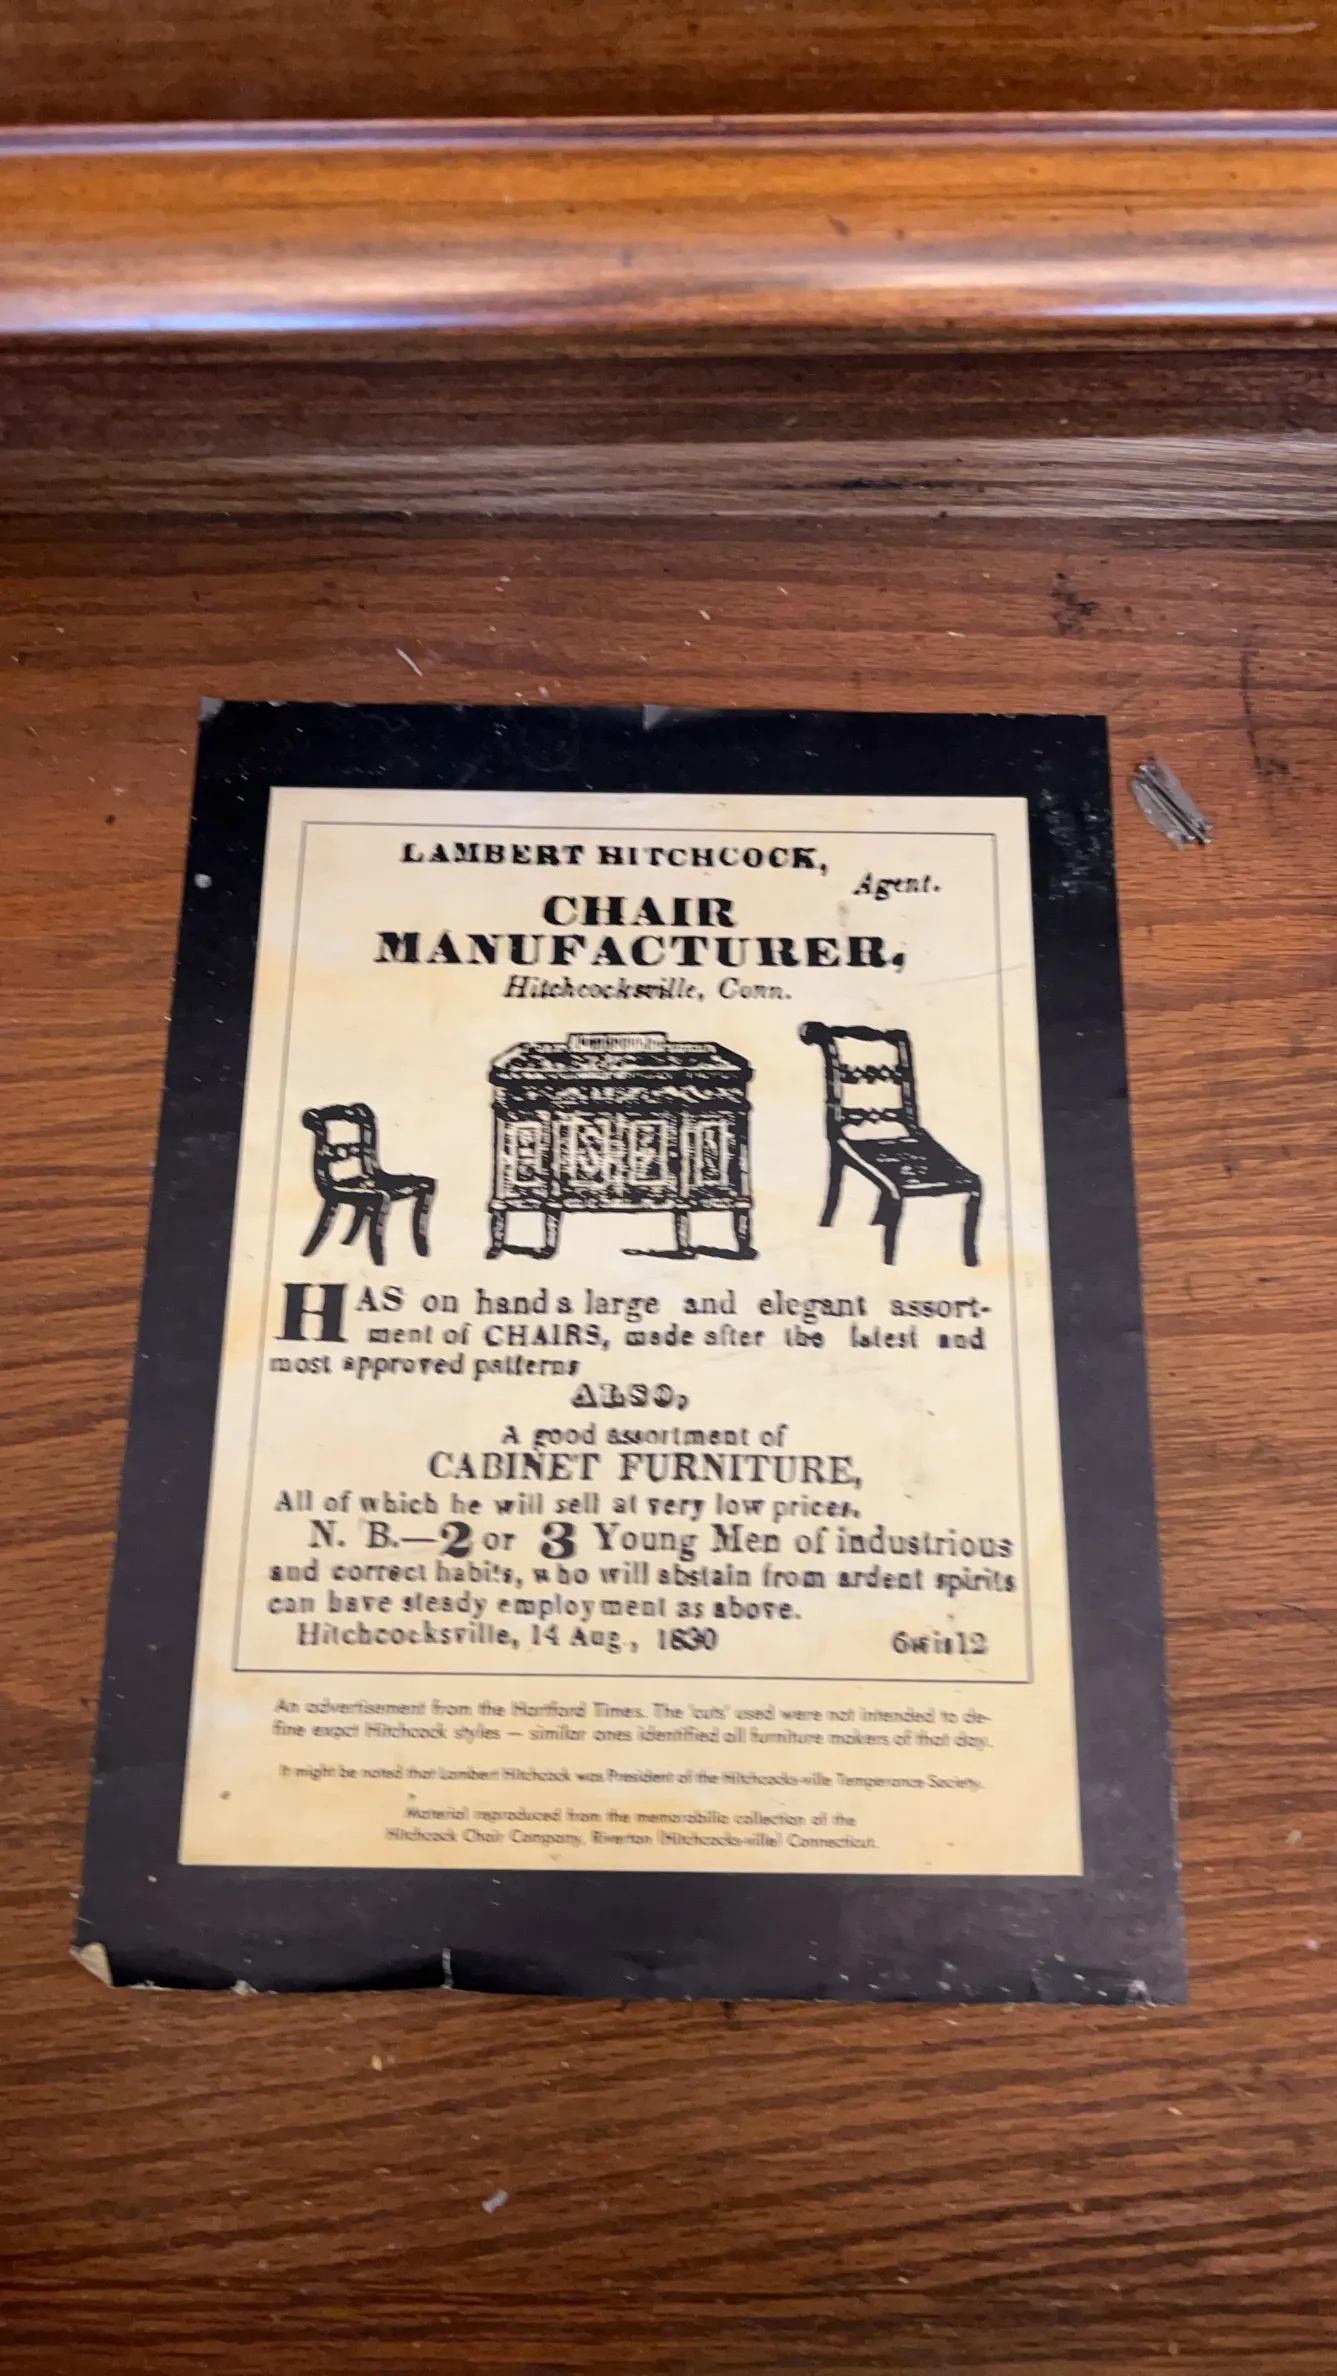 LAMBERT HITCHCOCK,
Agent.
CHAIR
MANUFACTURER,
Hitchcocksville, Conn.
HAS on hand a large and elegant assort-
ment of CHAIRS, made after the latest and
most approved patterns
ALSO,
A good assortment of
CABINET FURNITURE,
All of which he will sell at very low prices.
N. B.—2 or 3 Young Men of industrious
and correct habits, who will abstain from ardent spirits
can have steady employment as above.
Hitchcocksville, 14 Aug., 1830 6wis12
An advertisement from the Hartford Times. The 'cuts' used were not intended to de-
fine exact Hitchcock styles — similar ones identified all furniture makers of that day.
It might be noted that Lambert Hitchcock was President of the Hitchcocks-ville Temperance Society.
Material reproduced from the memorabilia collection of the
Hitchcock Chair Company, Riverton (Hitchcocks-ville) Connecticut.